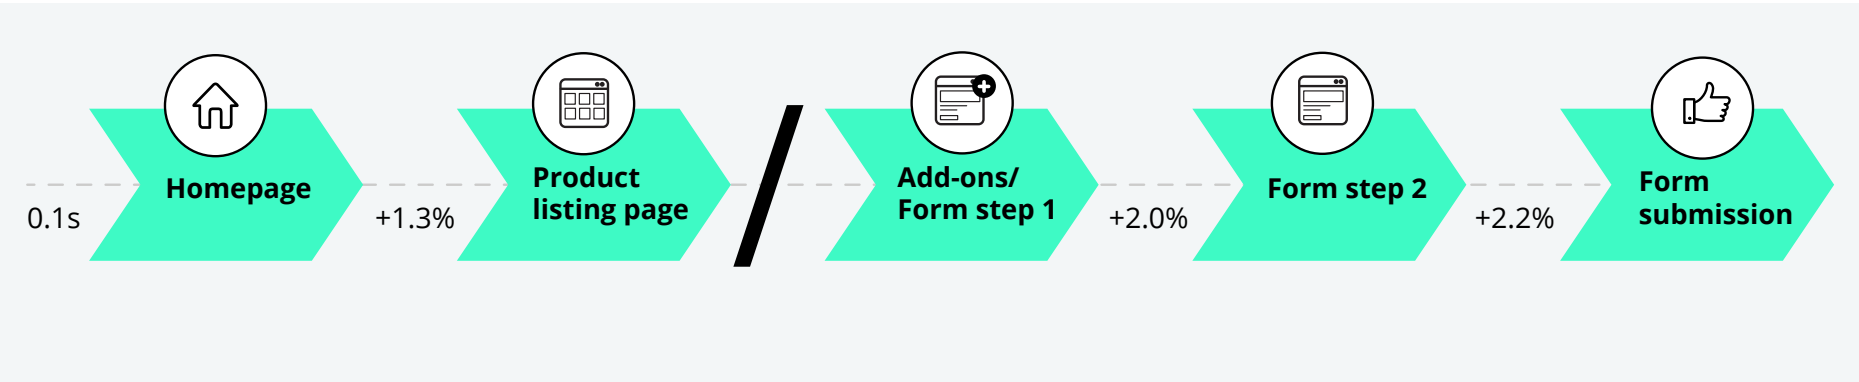 0.1s
Homepage
+1.3%
Product
listing page
Add-ons/
Form step 1
+2.0%
Form step 2
+2.2%
Form
submission